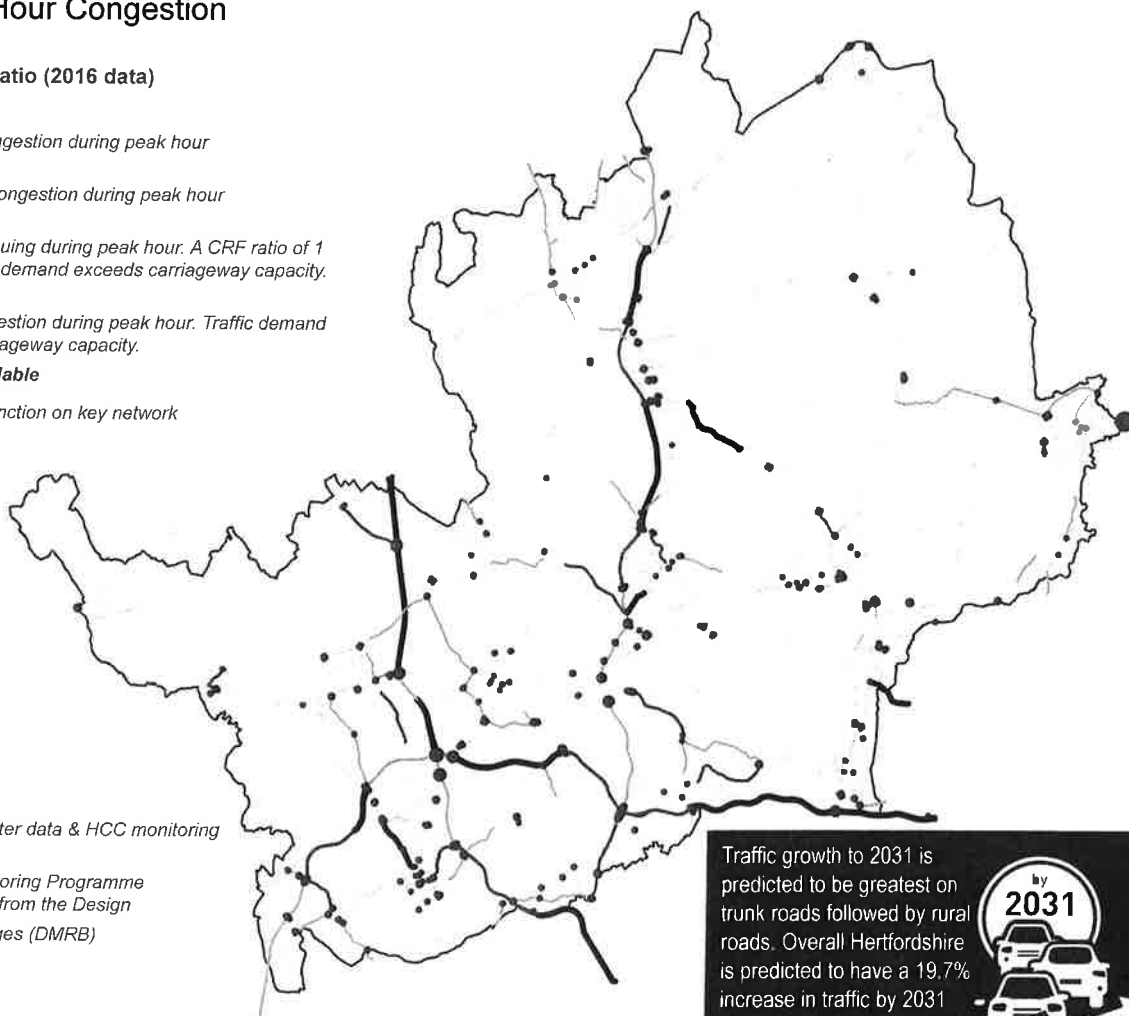 Hour Congestion
atio (2016 data)
gestion during peak hour
ongestion during peak hour
uing during peak hour. A CRF ratio of 1
demand exceeds carriageway capacity.
estion during peak hour. Traffic demand
ageway capacity.
lable
nction on key network
ter data & HCC monitoring
oring Programme
from the Design
ges (DMRB)
Traffic growth to 2031 is
predicted to be greatest on
trunk roads followed by rural
roads. Overall Hertfordshire
is predicted to have a 19.7%
increase in traffic by 2031
by
2031